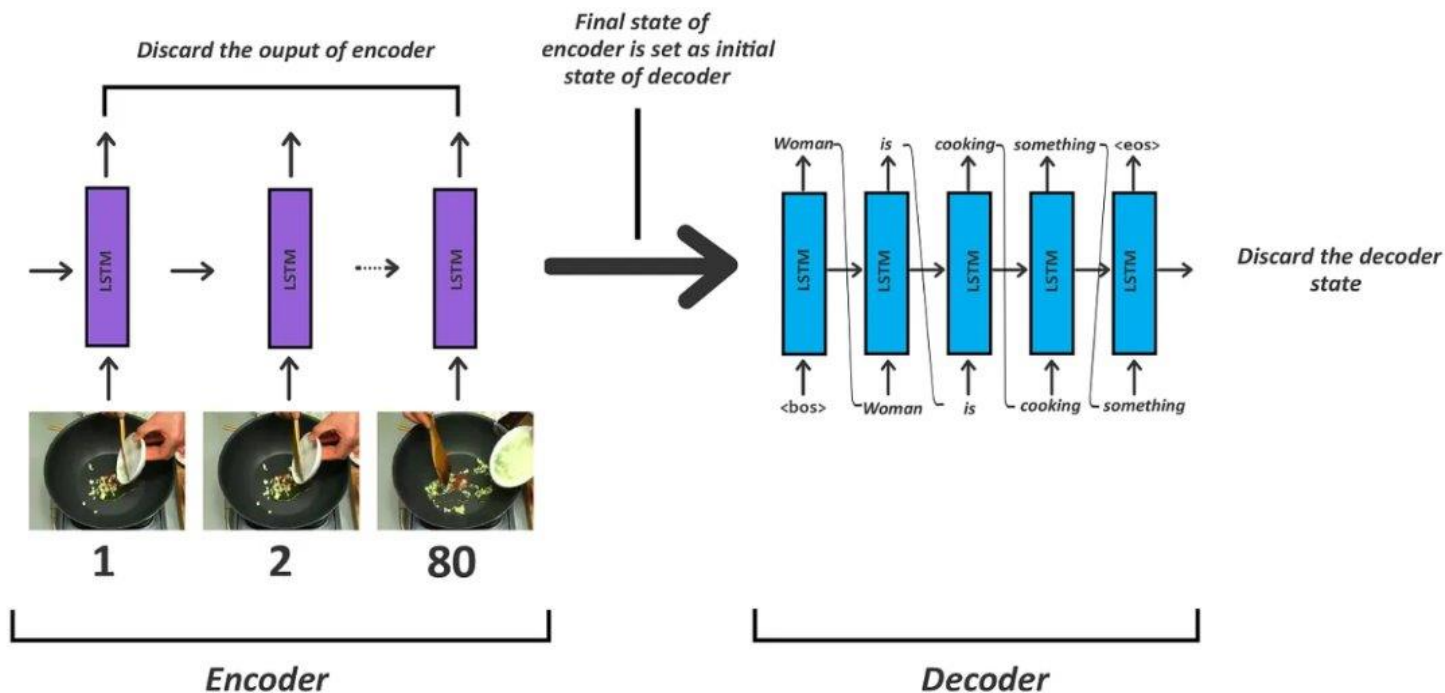 Discard the ouput of encoder
Final state of
encoder is set as initial
state of decoder
LSTM
LSTM
LSTM
1
2
80
Encoder
Woman
is
cooking
something
<eos>
LSTM
LSTM
LSTM
LSTM
LSTM
<bos>
Woman
is
cooking
something
Discard the decoder
state
Decoder